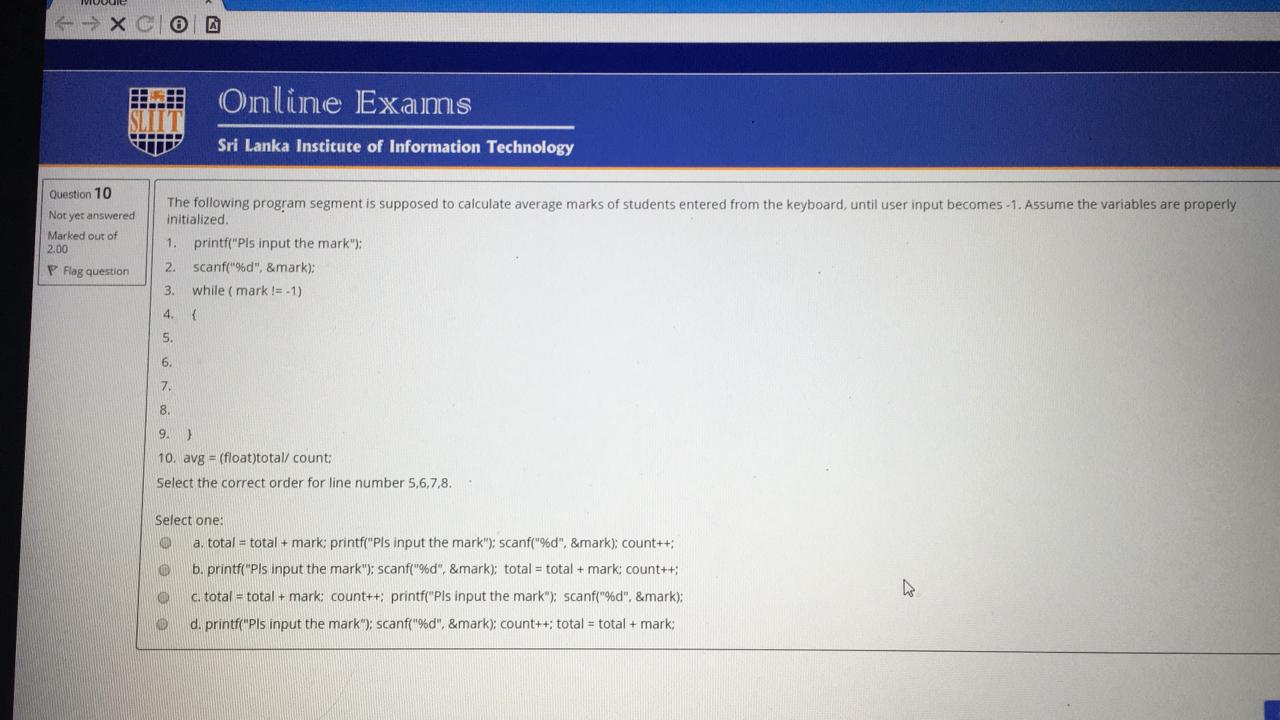 Moodle
SLIIT
Online Exams
Sri Lanka Institute of Information Technology
Question 10
Not yet answered
Marked out of
2.00
Flag question
The following program segment is supposed to calculate average marks of students entered from the keyboard, until user input becomes -1. Assume the variables are properly
initialized.
1. printf("Pls input the mark");
2. scanf("%d", &mark);
3. while ( mark != -1)
4. {
5.
6.
7.
8.
9. }
10. avg = (float)total/ count;
Select the correct order for line number 5,6,7,8.
Select one:
a. total = total + mark; printf("Pls input the mark"); scanf("%d", &mark); count++;
b. printf("Pls input the mark"); scanf("%d", &mark); total = total + mark; count++;
c. total = total + mark; count++; printf("Pls input the mark"); scanf("%d", &mark);
d. printf("Pls input the mark"); scanf("%d", &mark); count++; total = total + mark;